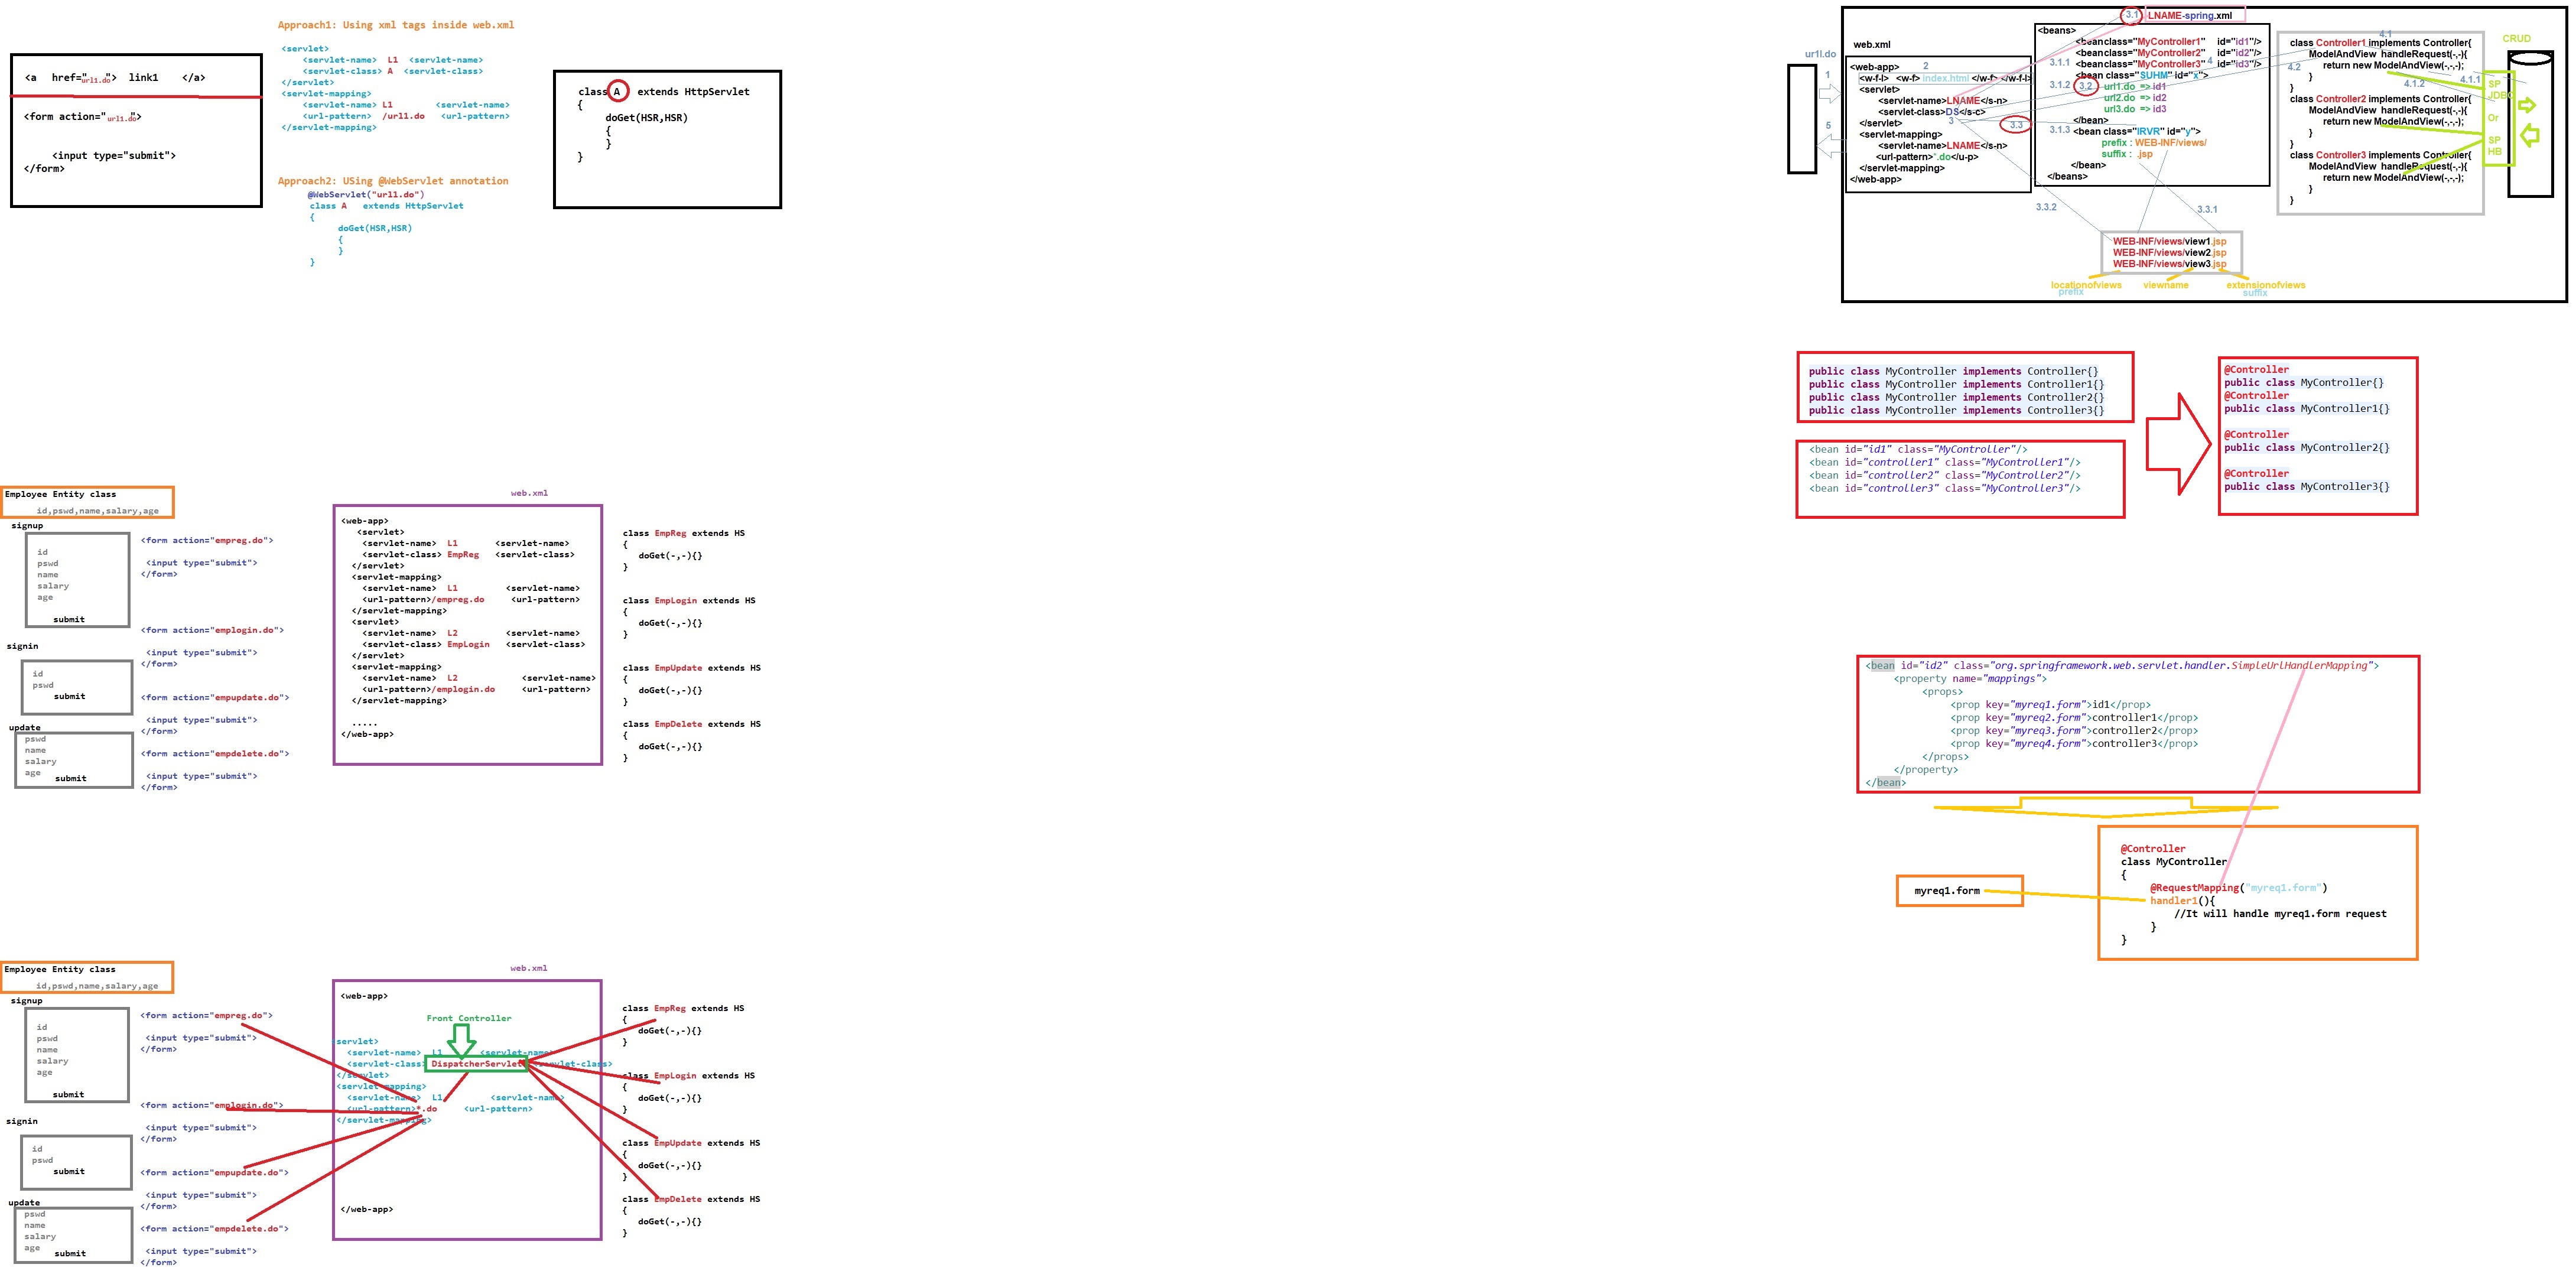 Approach1: Using xml tags inside web.xml
<a href="url1.do"> link1 </a>
<form action="url1.do">
<input type="submit">
</form>
<servlet>
<servlet-name> L1 <servlet-name>
<servlet-class> A <servlet-class>
</servlet>
<servlet-mapping>
<servlet-name> L1 <servlet-name>
<url-pattern> /url1.do <url-pattern>
</servlet-mapping>
class A extends HttpServlet
{
doGet(HSR,HSR)
{
}
}
Approach2: USing @WebServlet annotation
@WebServlet("url1.do")
class A extends HttpServlet
{
doGet(HSR,HSR)
{
}
}
url1.do
1
5
web.xml
<web-app> 2
<w-f-l> <w-f> index.html </w-f> </w-f-l>
<servlet>
<servlet-name>LNAME</s-n>
<servlet-class>DS</s-c>
</servlet> 3
<servlet-mapping>
<servlet-name>LNAME</s-n>
<url-pattern>*.do</u-p>
</servlet-mapping>
</web-app>
3.1 LNAME-spring.xml
<beans>
<beanclass="MyController1" id="id1"/>
<beanclass="MyController2" id="id2"/>
3.1.1 <beanclass="MyController3" id="id3"/> 4
<bean class="SUHM" id="x">
3.1.2 3.2 url1.do => id1
url2.do => id2
url3.do => id3
</bean>
3.3 3.1.3 <bean class="IRVR" id="y">
prefix : WEB-INF/views/
suffix : .jsp
</bean>
</beans>
4.1
class Controller1 implements Controller{
ModelAndView handleRequest(-,-){
4.2 return new ModelAndView(-,-,-);
}
}
4.1.1
4.1.2
class Controller2 implements Controller{
ModelAndView handleRequest(-,-){
return new ModelAndView(-,-,-);
}
}
class Controller3 implements Controller{
ModelAndView handleRequest(-,-){
return new ModelAndView(-,-,-);
}
}
CRUD
SP
JDBC
Or
SP
HB
3.3.2
3.3.1
WEB-INF/views/view1.jsp
WEB-INF/views/view2.jsp
WEB-INF/views/view3.jsp
locationofviews viewname extensionofviews
prefix suffix
public class MyController implements Controller{}
public class MyController implements Controller1{}
public class MyController implements Controller2{}
public class MyController implements Controller3{}
<bean id="id1" class="MyController"/>
<bean id="controller1" class="MyController1"/>
<bean id="controller2" class="MyController2"/>
<bean id="controller3" class="MyController3"/>
@Controller
public class MyController{}
@Controller
public class MyController1{}
@Controller
public class MyController2{}
@Controller
public class MyController3{}
Employee Entity class
id,pswd,name,salary,age
signup
id
pswd
name
salary
age
submit
signin
id
pswd
submit
update
pswd
name
salary
age
submit
<form action="empreg.do">
<input type="submit">
</form>
<form action="emplogin.do">
<input type="submit">
</form>
<form action="empupdate.do">
<input type="submit">
</form>
<form action="empdelete.do">
<input type="submit">
</form>
web.xml
<web-app>
<servlet>
<servlet-name> L1 <servlet-name>
<servlet-class> EmpReg <servlet-class>
</servlet>
<servlet-mapping>
<servlet-name> L1 <servlet-name>
<url-pattern>/empreg.do <url-pattern>
</servlet-mapping>
<servlet>
<servlet-name> L2 <servlet-name>
<servlet-class> EmpLogin <servlet-class>
</servlet>
<servlet-mapping>
<servlet-name> L2 <servlet-name>
<url-pattern>/emplogin.do <url-pattern>
</servlet-mapping>
.....
</web-app>
class EmpReg extends HS
{
doGet(-,-){}
}
class EmpLogin extends HS
{
doGet(-,-){}
}
class EmpUpdate extends HS
{
doGet(-,-){}
}
class EmpDelete extends HS
{
doGet(-,-){}
}
<bean id="id2" class="org.springframework.web.servlet.handler.SimpleUrlHandlerMapping">
<property name="mappings">
<props>
<prop key="myreq1.form">id1</prop>
<prop key="myreq2.form">controller1</prop>
<prop key="myreq3.form">controller2</prop>
<prop key="myreq4.form">controller3</prop>
</props>
</property>
</bean>
myreq1.form
@Controller
class MyController
{
@RequestMapping("myreq1.form")
handler1(){
//It will handle myreq1.form request
}
}
Employee Entity class
id,pswd,name,salary,age
signup
id
pswd
name
salary
age
submit
signin
id
pswd
submit
update
pswd
name
salary
age
submit
<form action="empreg.do">
<input type="submit">
</form>
<form action="emplogin.do">
<input type="submit">
</form>
<form action="empupdate.do">
<input type="submit">
</form>
<form action="empdelete.do">
<input type="submit">
</form>
web.xml
<web-app>
Front Controller
servlet>
<servlet-name> L1 <servlet-name>
<servlet-class> DispatcherServlet <servlet-class>
</servlet>
<servlet-mapping>
<servlet-name> L1 <servlet-name>
<url-pattern>*.do <url-pattern>
</servlet-mapping>
</web-app>
class EmpReg extends HS
{
doGet(-,-){}
}
class EmpLogin extends HS
{
doGet(-,-){}
}
class EmpUpdate extends HS
{
doGet(-,-){}
}
class EmpDelete extends HS
{
doGet(-,-){}
}